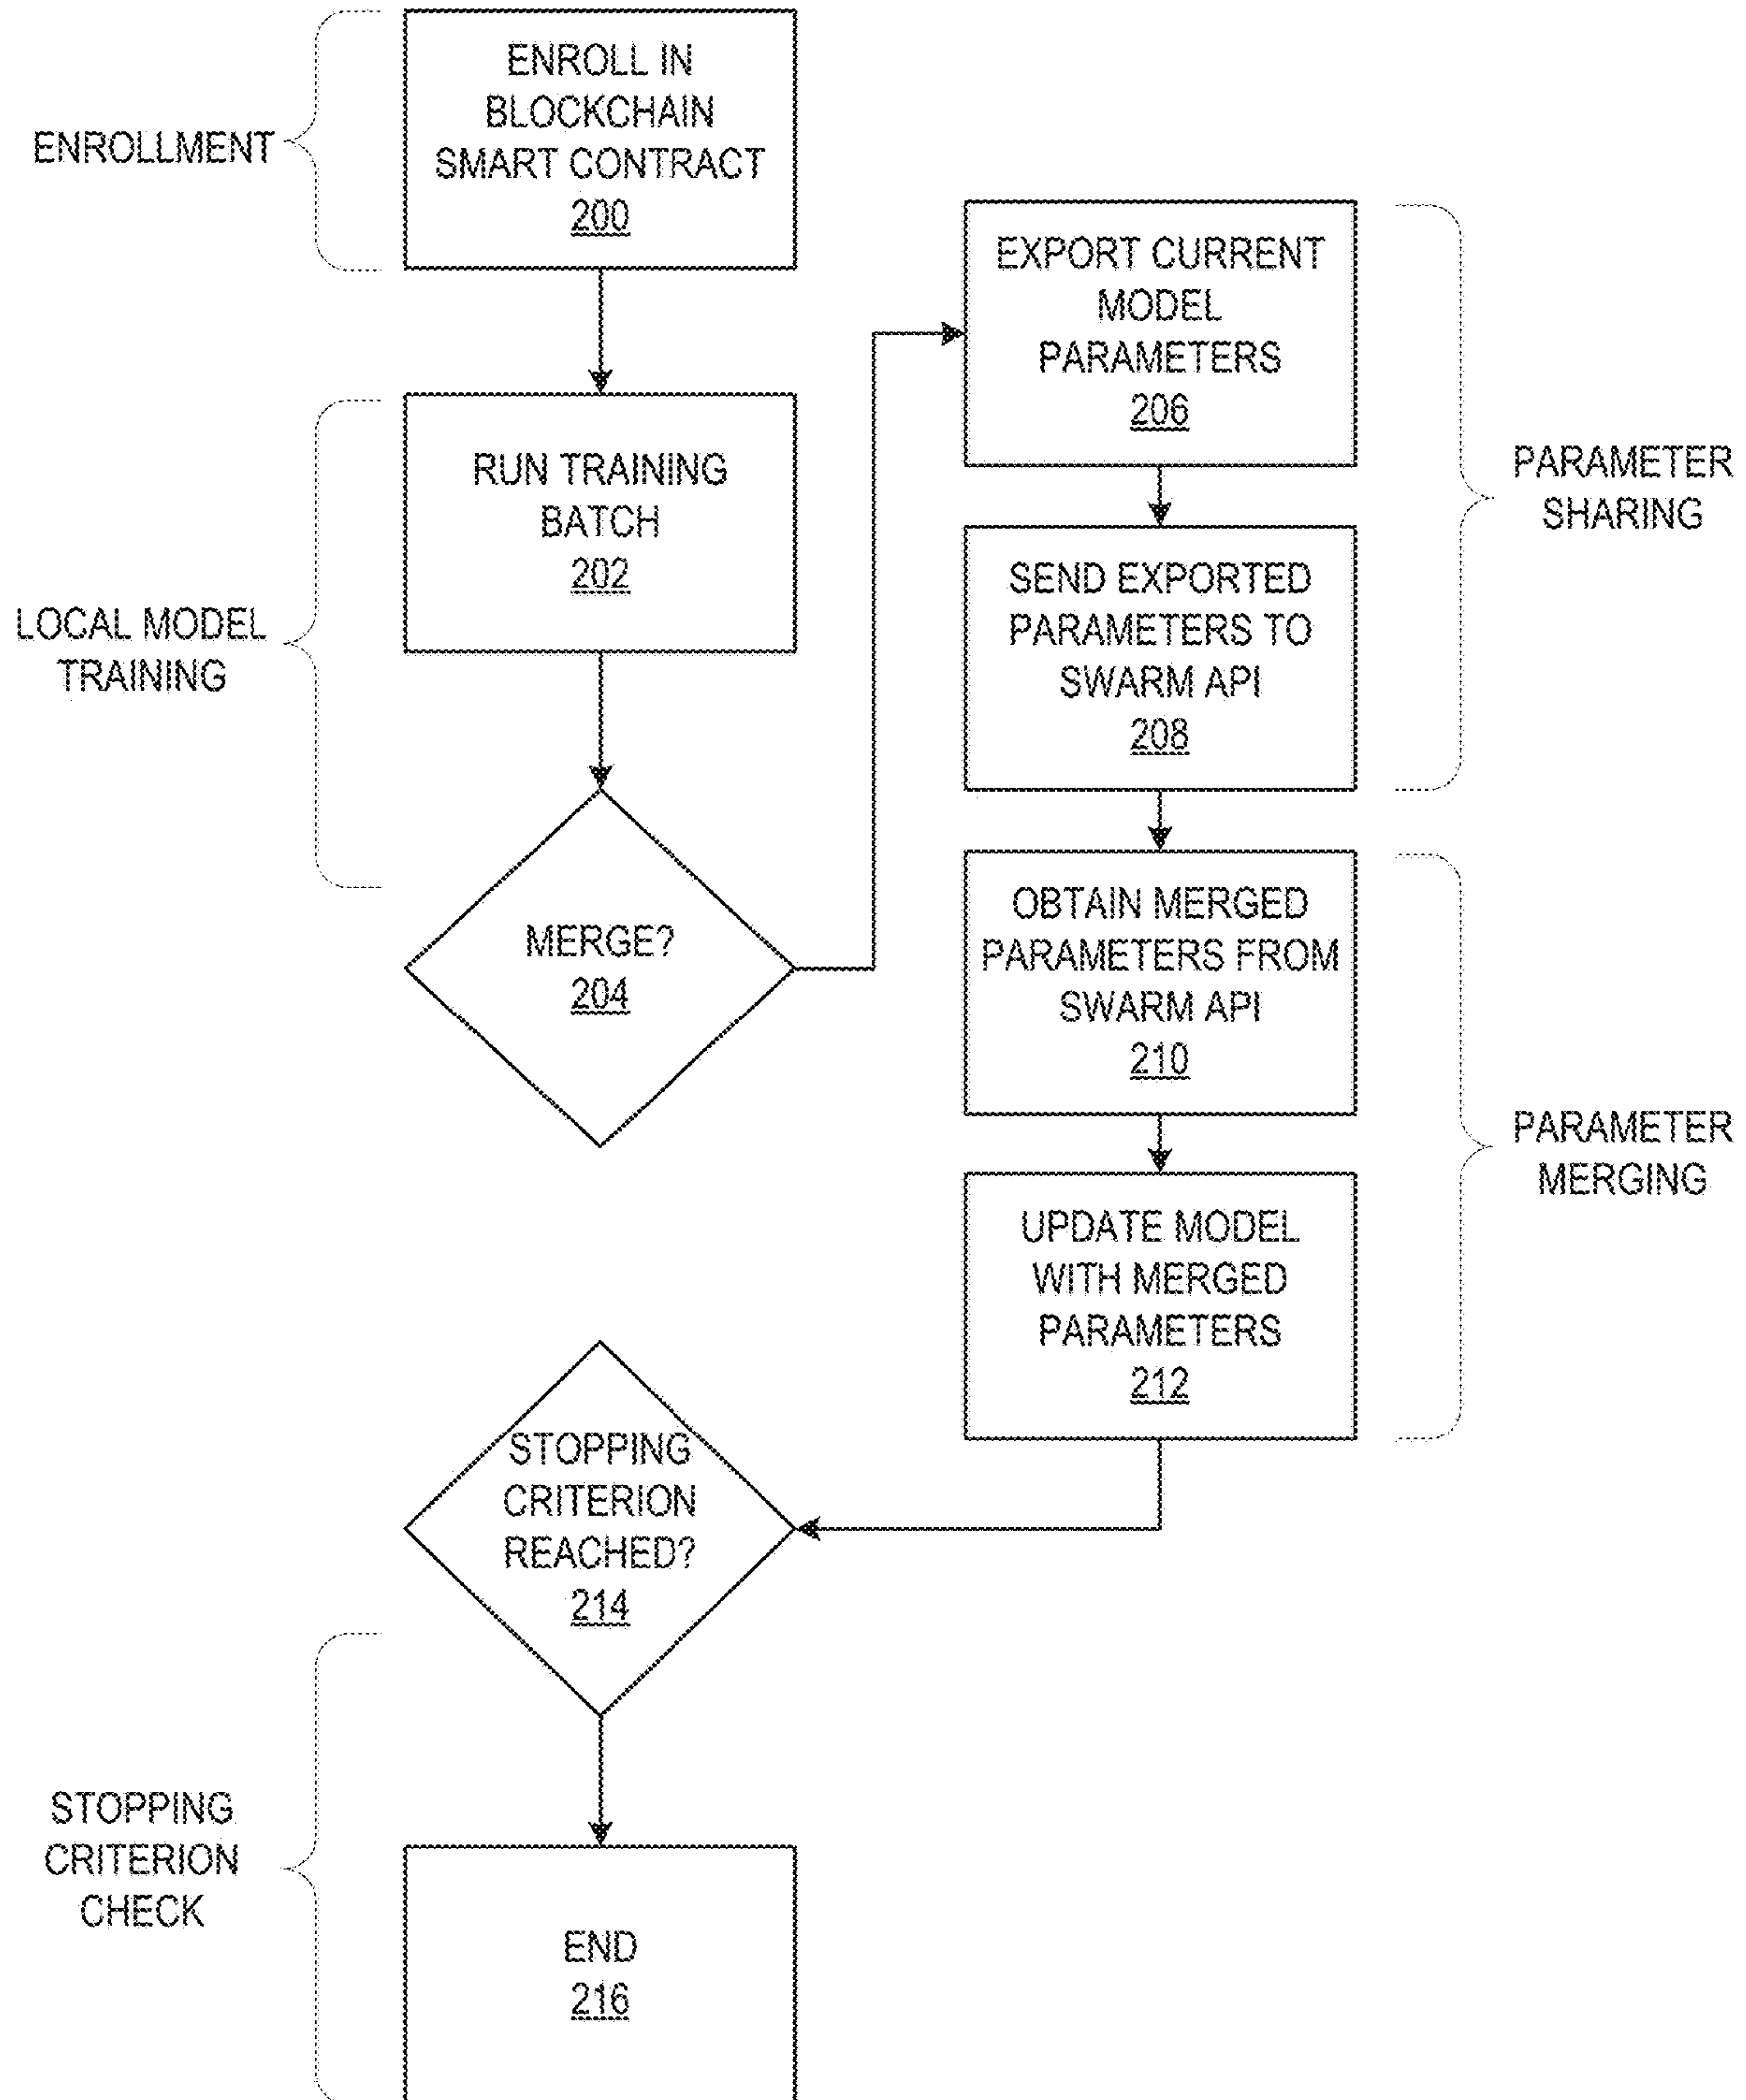 ENROLLMENT
ENROLL IN
BLOCKCHAIN
SMART CONTRACT
200
LOCAL MODEL
TRAINING
RUN TRAINING
BATCH
202
MERGE?
204
EXPORT CURRENT
MODEL
PARAMETERS
206
SEND EXPORTED
PARAMETERS TO
SWARM API
208
PARAMETER
SHARING
OBTAIN MERGED
PARAMETERS FROM
SWARM API
210
UPDATE MODEL
WITH MERGED
PARAMETERS
212
PARAMETER
MERGING
STOPPING
CRITERION
REACHED?
214
STOPPING
CRITERION
CHECK
END
216